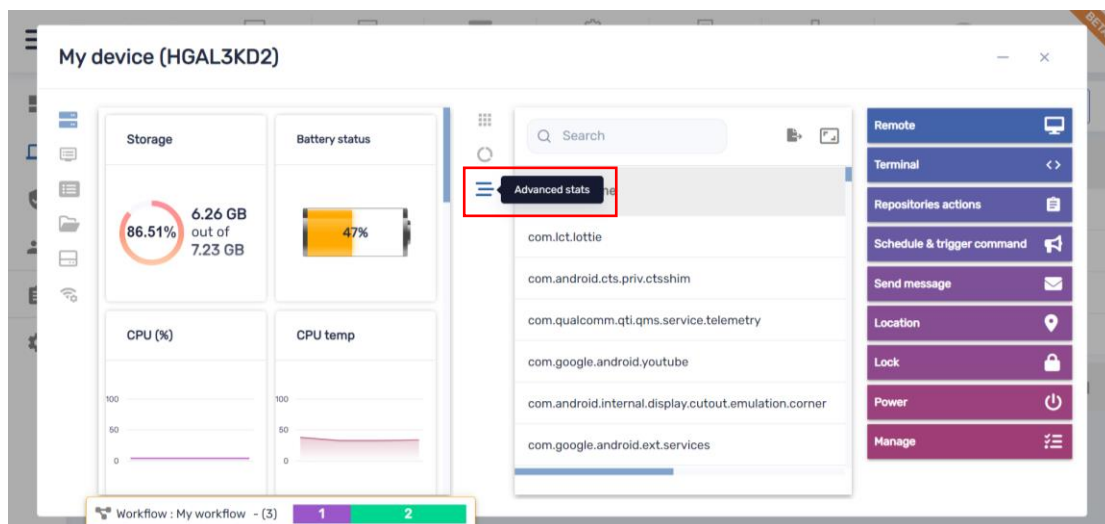 BETA
My device (HGAL3KD2)
Storage
86.51%
6.26 GB
out of
7.23 GB
Battery status
47%
CPU (%)
100
50
0
CPU temp
100
50
0
Search
Advanced stats
com.lct.lottie
com.android.cts.priv.ctsshim
com.qualcomm.qti.qms.service.telemetry
com.google.android.youtube
com.android.internal.display.cutout.emulation.corner
com.google.android.ext.services
Remote
Terminal
Repositories actions
Schedule & trigger command
Send message
Location
Lock
Power
Manage
Workflow : My workflow - (3)
1
2